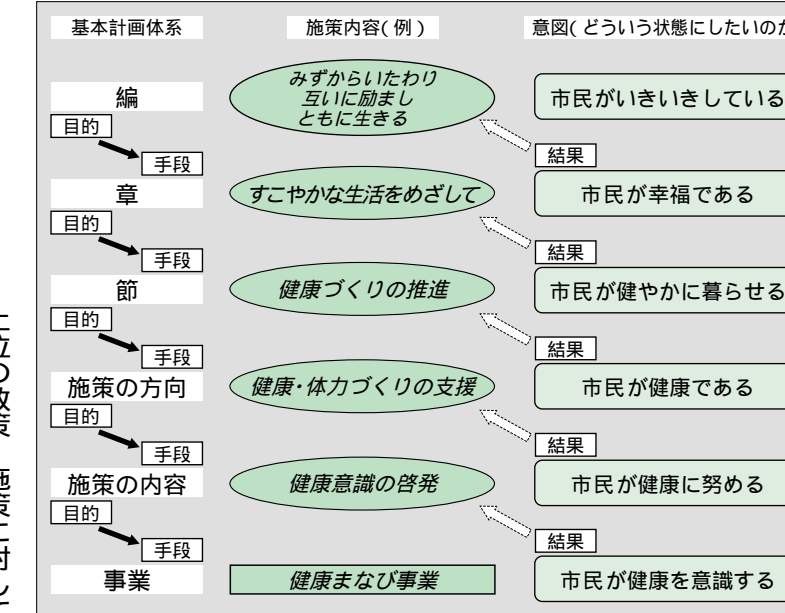 基本計画体系
施策内容(例)
意図(どういう状態にしたいのか
編
みずからいたわり
互いに励まし
ともに生きる
市民がいきいきしている
目的
手段
結果
章
すこやかな生活をめざして
市民が幸福である
目的
手段
結果
節
健康づくりの推進
市民が健やかに暮らせる
目的
手段
結果
施策の方向
健康・体力づくりの支援
市民が健康である
目的
手段
結果
施策の内容
健康意識の啓発
市民が健康に努める
目的
手段
結果
事業
健康まなび事業
市民が健康を意識する